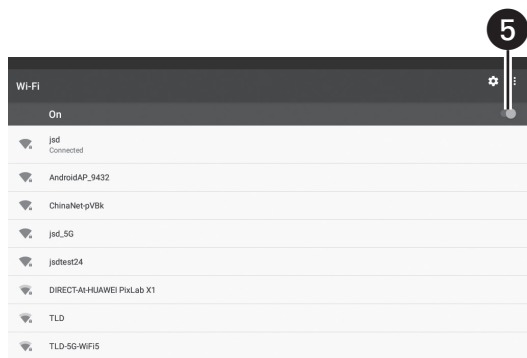 5
Wi-Fi
On
jsd
Connected
AndroidAP_9432
ChinaNet-pVBk
jsd_5G
jsdtest24
DIRECT-At-HUAWEI PixLab X1
TLD
TLD-5G-WiFi5